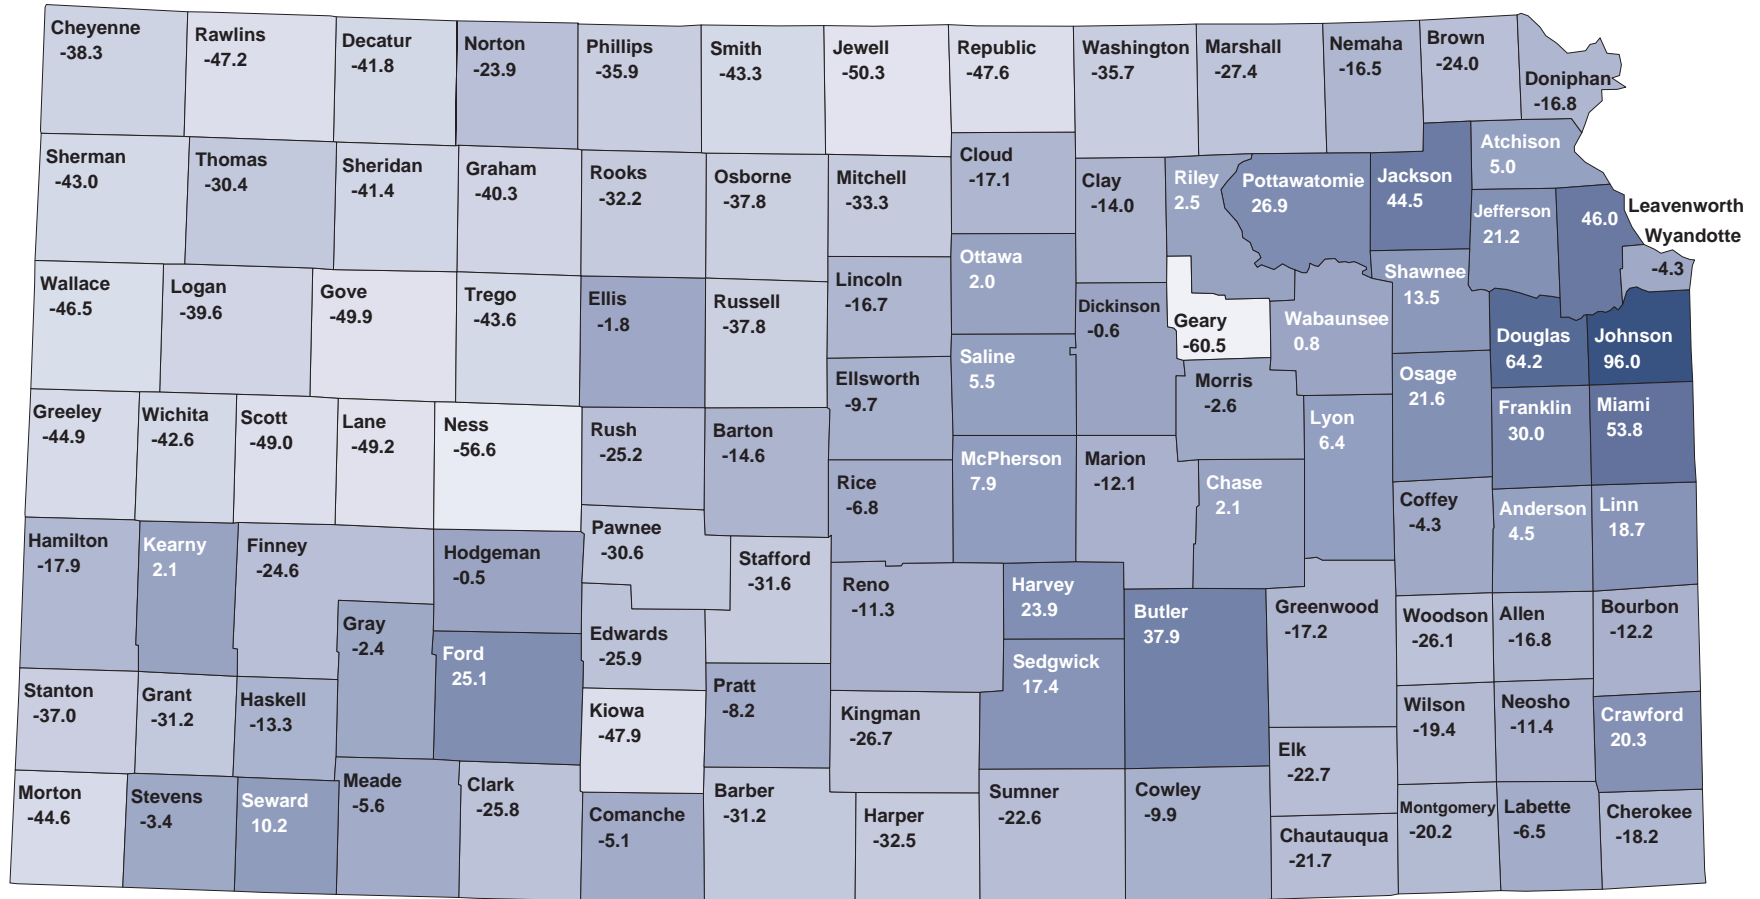 Cheyenne
-38.3
Rawlins
-47.2
Decatur
-41.8
Norton
-23.9
Phillips
-35.9
Smith
-43.3
Jewell
-50.3
Republic
-47.6
Washington
-35.7
Marshall
-27.4
Nemaha
-16.5
Brown
-24.0
Doniphan
-16.8
Sherman
-43.0
Thomas
-30.4
Sheridan
-41.4
Graham
-40.3
Rooks
-32.2
Osborne
-37.8
Mitchell
-33.3
Cloud
-17.1
Clay
-14.0
Riley
2.5
Pottawatomie
26.9
Jackson
44.5
Atchison
5.0
Jefferson
21.2
46.0
Leavenworth
Wyandotte
-4.3
Wallace
-46.5
Logan
-39.6
Gove
-49.9
Trego
-43.6
Ellis
-1.8
Russell
-37.8
Lincoln
-16.7
Ottawa
2.0
Dickinson
-0.6
Geary
-60.5
Wabaunsee
0.8
Shawnee
13.5
Douglas
64.2
Johnson
96.0
Ellsworth
-9.7
Saline
5.5
Morris
-2.6
Osage
21.6
Franklin
30.0
Miami
53.8
Greeley
-44.9
Wichita
-42.6
Scott
-49.0
Lane
-49.2
Ness
-56.6
Rush
-25.2
Barton
-14.6
Rice
-6.8
McPherson
7.9
Marion
-12.1
Chase
2.1
Lyon
6.4
Coffey
-4.3
Anderson
4.5
Linn
18.7
Hamilton
-17.9
Kearny
2.1
Finney
-24.6
Hodgeman
-0.5
Pawnee
-30.6
Stafford
-31.6
Reno
-11.3
Harvey
23.9
Butler
37.9
Greenwood
-17.2
Woodson
-26.1
Allen
-16.8
Bourbon
-12.2
Gray
-2.4
Ford
25.1
Edwards
-25.9
Sedgwick
17.4
Stanton
-37.0
Grant
-31.2
Haskell
-13.3
Kiowa
-47.9
Pratt
-8.2
Kingman
-26.7
Elk
-22.7
Wilson
-19.4
Neosho
-11.4
Crawford
20.3
Morton
-44.6
Stevens
-3.4
Seward
10.2
Meade
-5.6
Clark
-25.8
Comanche
-5.1
Barber
-31.2
Harper
-32.5
Sumner
-22.6
Cowley
-9.9
Chautauqua
-21.7
Montgomery
-20.2
Labette
-6.5
Cherokee
-18.2